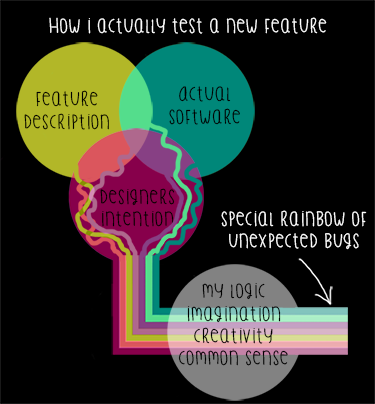 How i actually test a new feature
feature
description
actual
software
designers
intention
special rainbow of
unexpected bugs
my logic
imagination
creativity
common sense